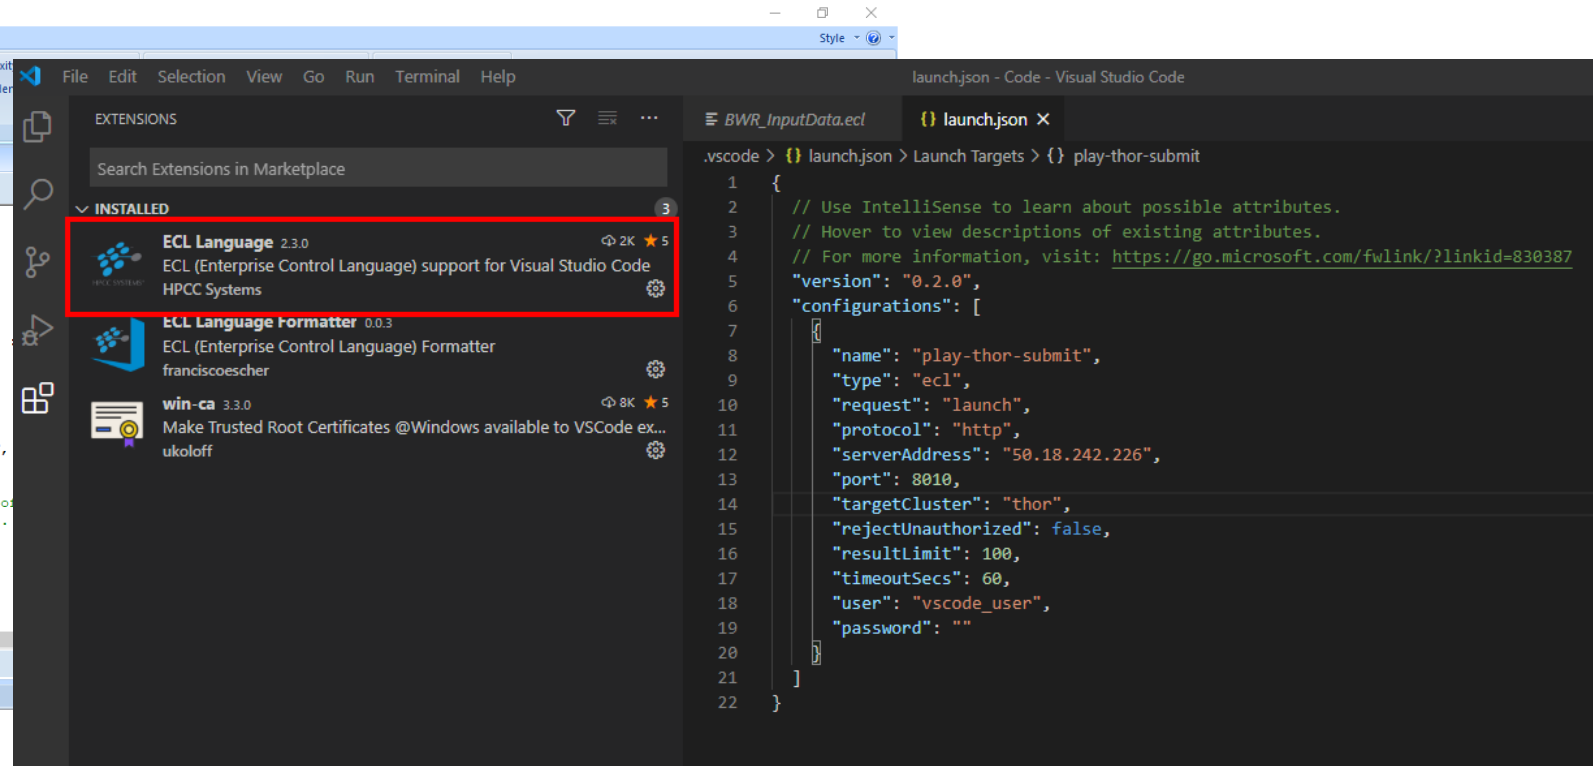 Style
File Edit Selection View Go Run Terminal Help
launch.json - Code - Visual Studio Code
EXTENSIONS
Search Extensions in Marketplace
INSTALLED
3
ECL Language 2.3.0
2K 5
ECL (Enterprise Control Language) support for Visual Studio Code
HPCC Systems
ECL Language Formatter 0.0.3
ECL (Enterprise Control Language) Formatter
franciscoescher
win-ca 3.3.0
8K 5
Make Trusted Root Certificates @Windows available to VSCode ex...
ukoloff
BWR_InputData.ecl
{} launch.json
.vscode > {} launch.json > Launch Targets > {} play-thor-submit
1 {
2 // Use IntelliSense to learn about possible attributes.
3 // Hover to view descriptions of existing attributes.
4 // For more information, visit: https://go.microsoft.com/fwlink/?linkid=830387
5 "version": "0.2.0",
6 "configurations": [
7 {
8 "name": "play-thor-submit",
9 "type": "ecl",
10 "request": "launch",
11 "protocol": "http",
12 "serverAddress": "50.18.242.226",
13 "port": 8010,
14 "targetCluster": "thor",
15 "rejectUnauthorized": false,
16 "resultLimit": 100,
17 "timeoutSecs": 60,
18 "user": "vscode_user",
19 "password": ""
20 }
21 ]
22 }